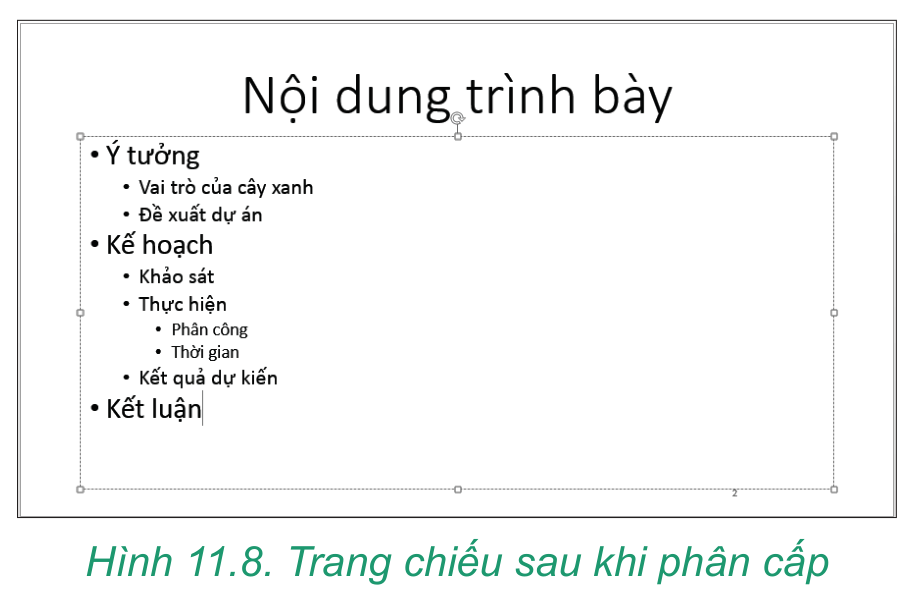 Nội dung trình bày
• Ý tưởng
• Vai trò của cây xanh
• Đề xuất dự án
• Kế hoạch
• Khảo sát
• Thực hiện
• Phân công
• Thời gian
• Kết quả dự kiến
• Kết luận
2
Hình 11.8. Trang chiếu sau khi phân cấp